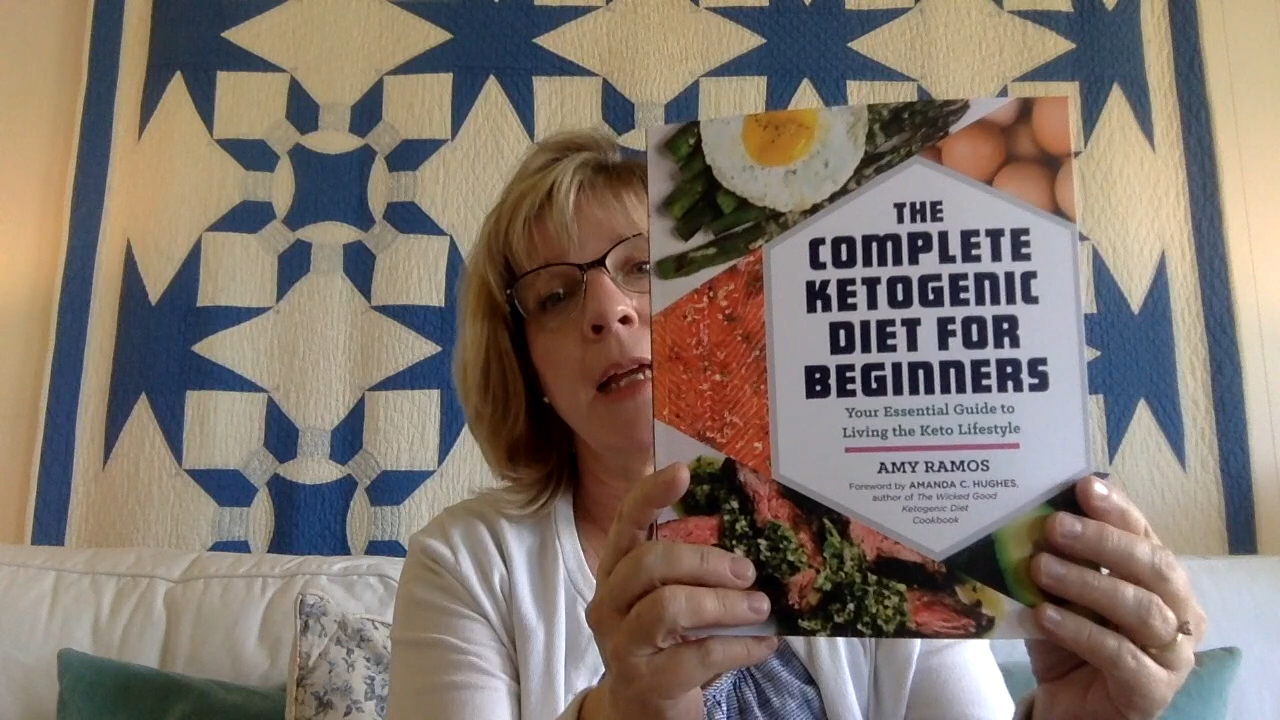 THE
COMPLETE
KETOGENIC
DIET FOR
BEGINNERS
Your Essential Guide to
Living the Keto Lifestyle
AMY RAMOS
Foreword by AMANDA C. HUGHES,
author of The Wicked Good
Ketogenic Diet
Cookbook